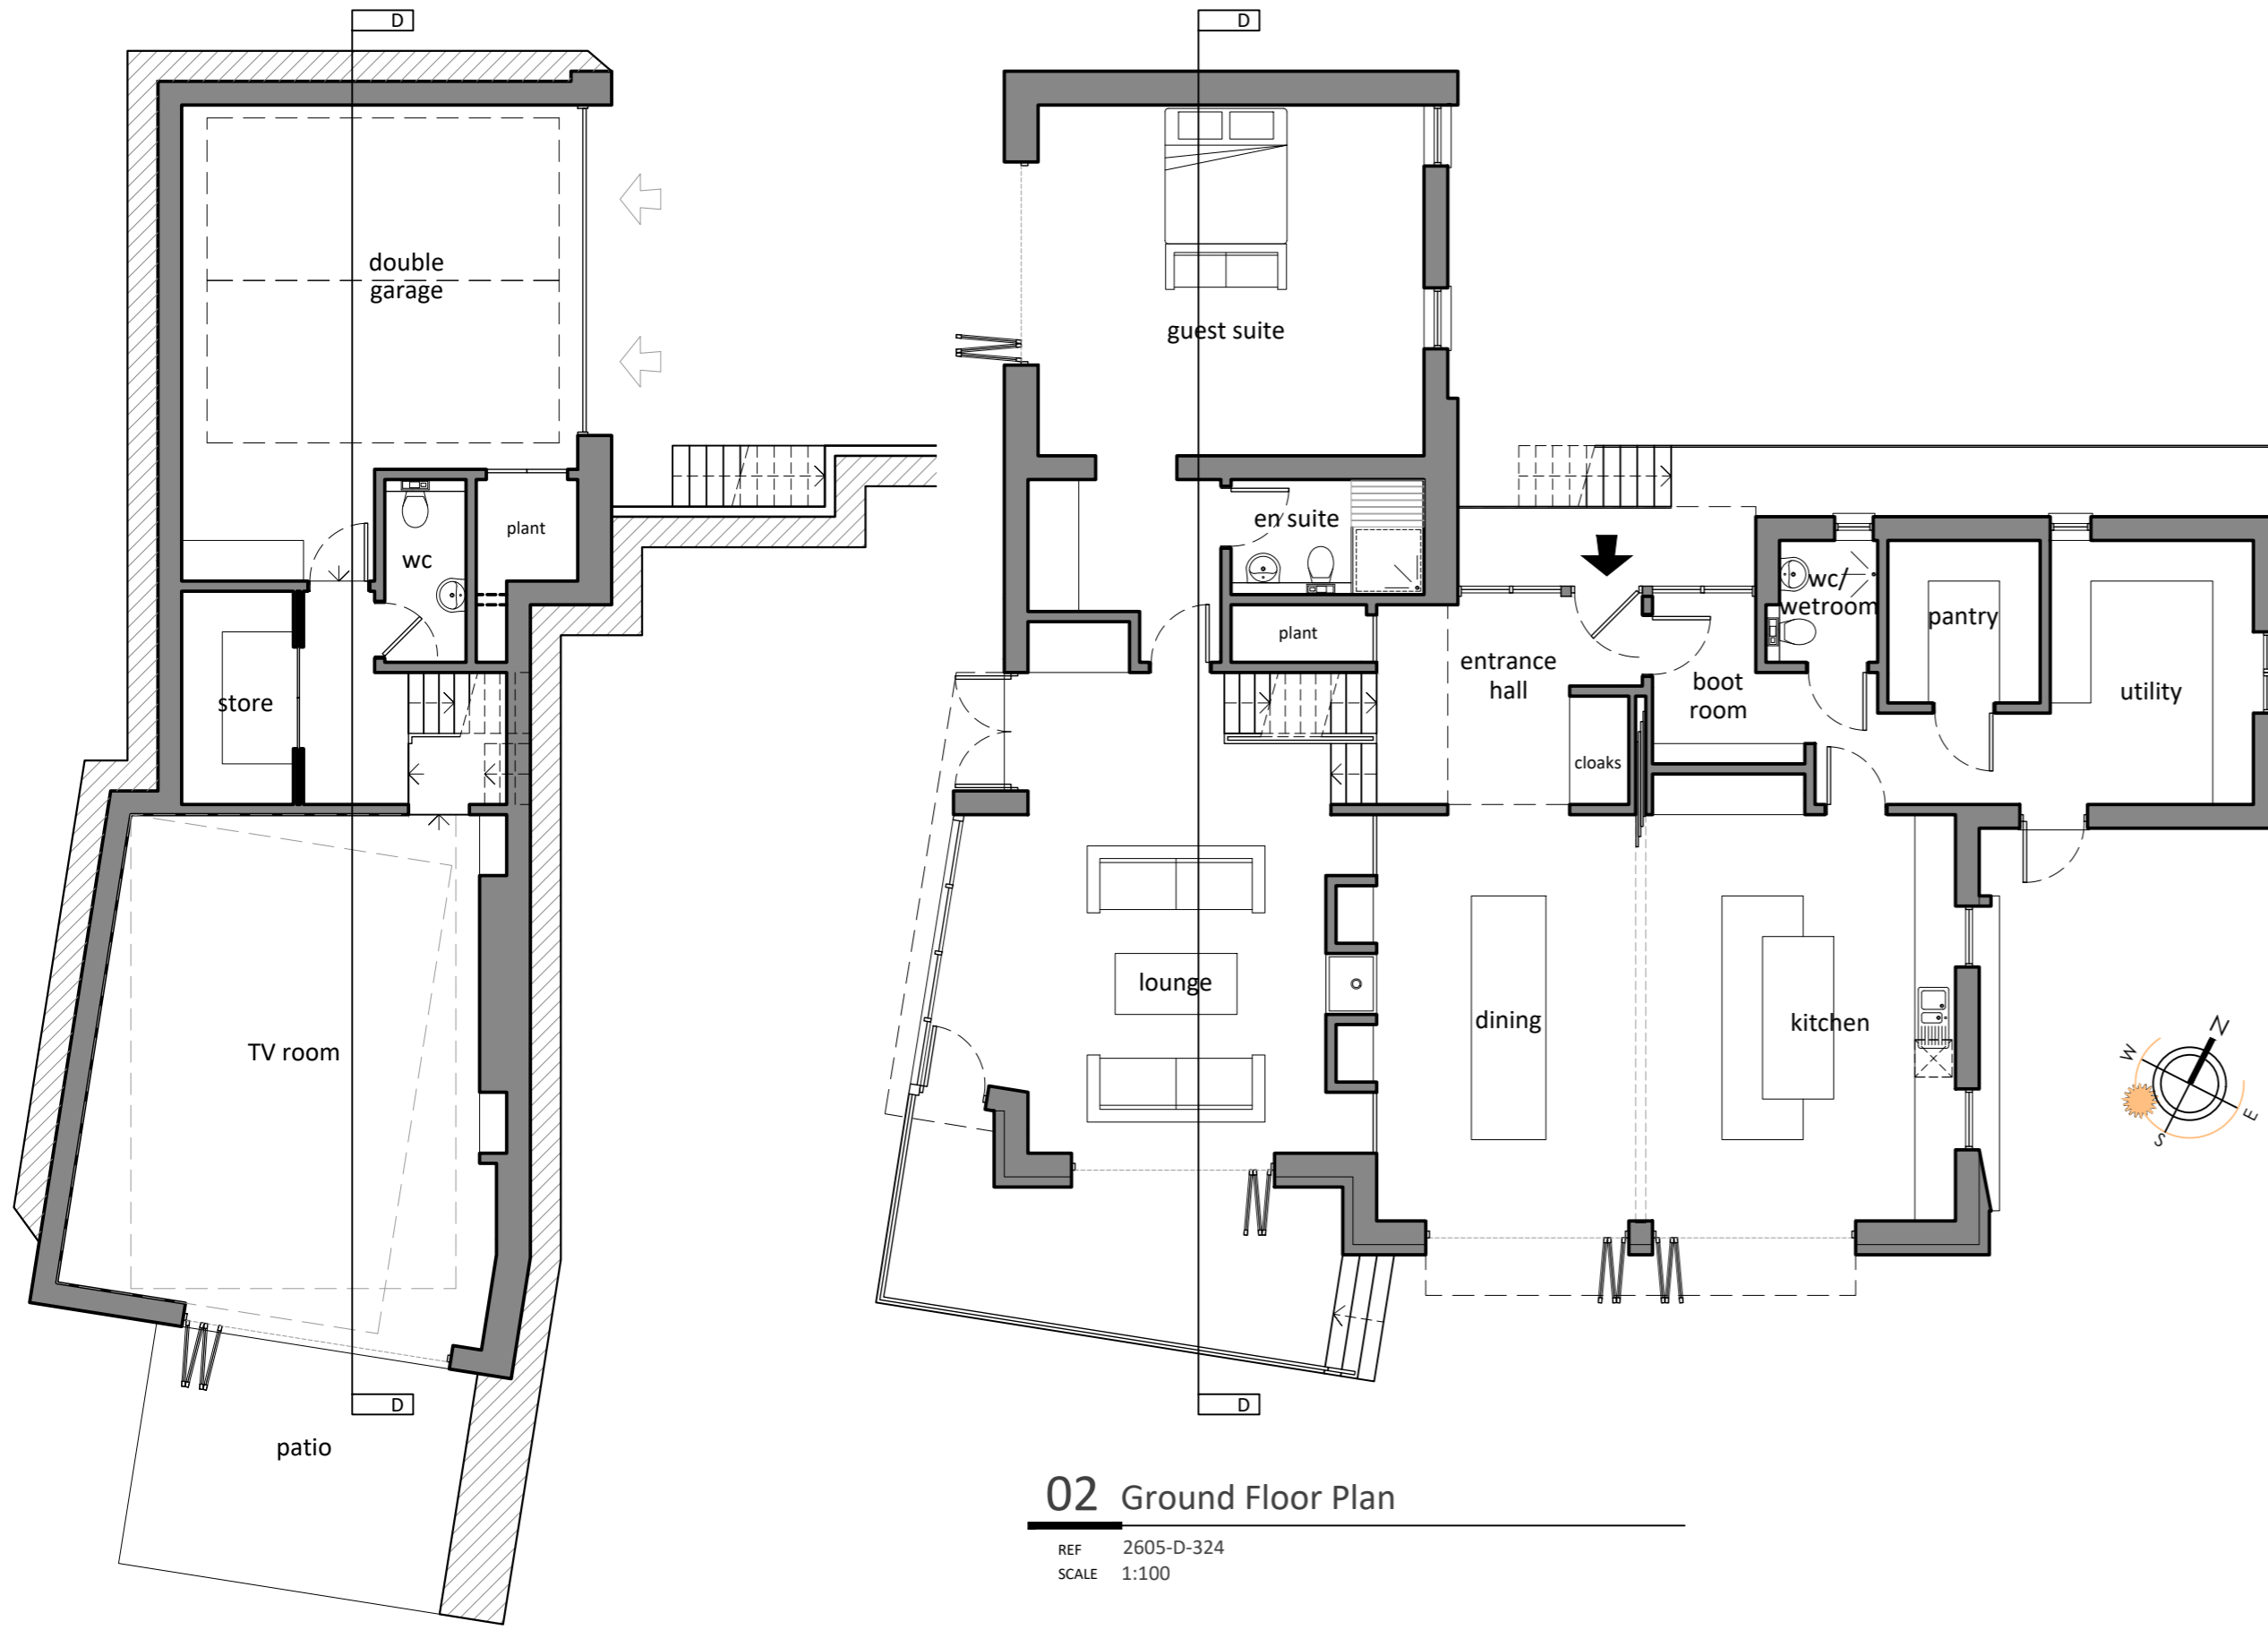 D
D
double
garage
guest suite
plant
wc
en suite
wc/
wetroom
pantry
plant
entrance
hall
boot
room
store
utility
cloaks
lounge
dining
kitchen
TV room
N
W
E
S
D
D
patio
02 Ground Floor Plan
REF 2605-D-324
SCALE 1:100